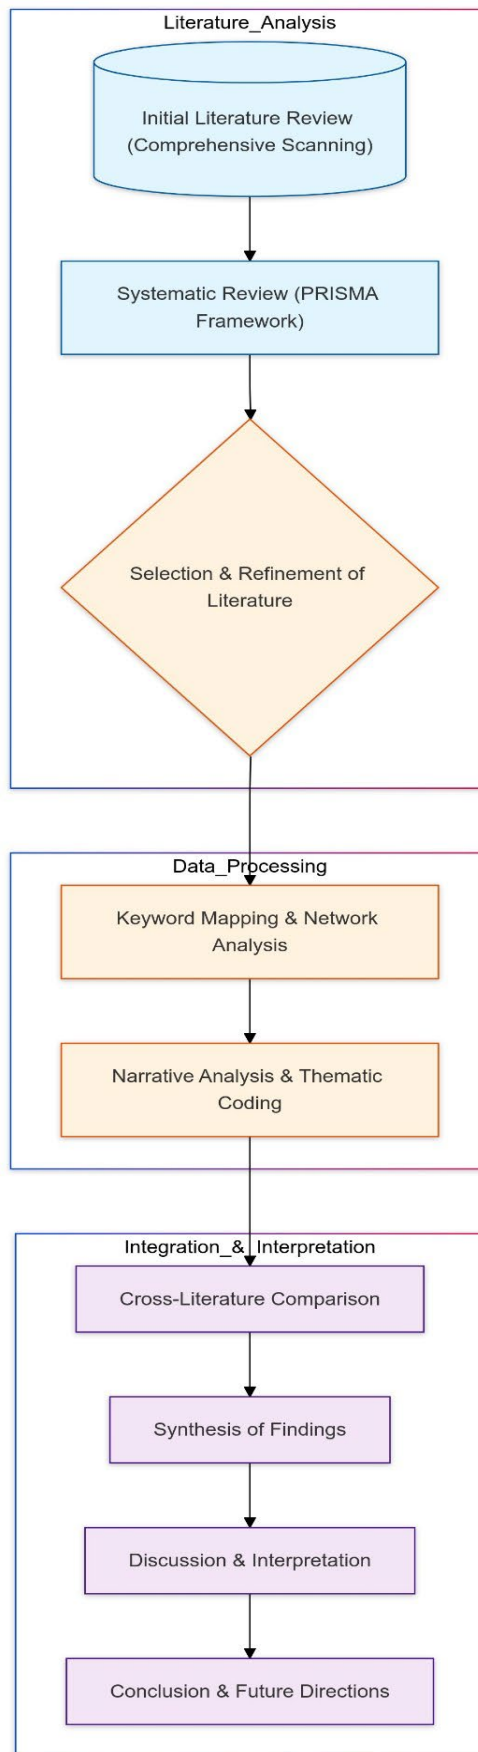 Literature_Analysis
Initial Literature Review
(Comprehensive Scanning)
Systematic Review (PRISMA
Framework)
Selection & Refinement of
Literature
Data_Processing
Keyword Mapping & Network
Analysis
Narrative Analysis & Thematic
Coding
Integration_&_Interpretation
Cross-Literature Comparison
Synthesis of Findings
Discussion & Interpretation
Conclusion & Future Directions